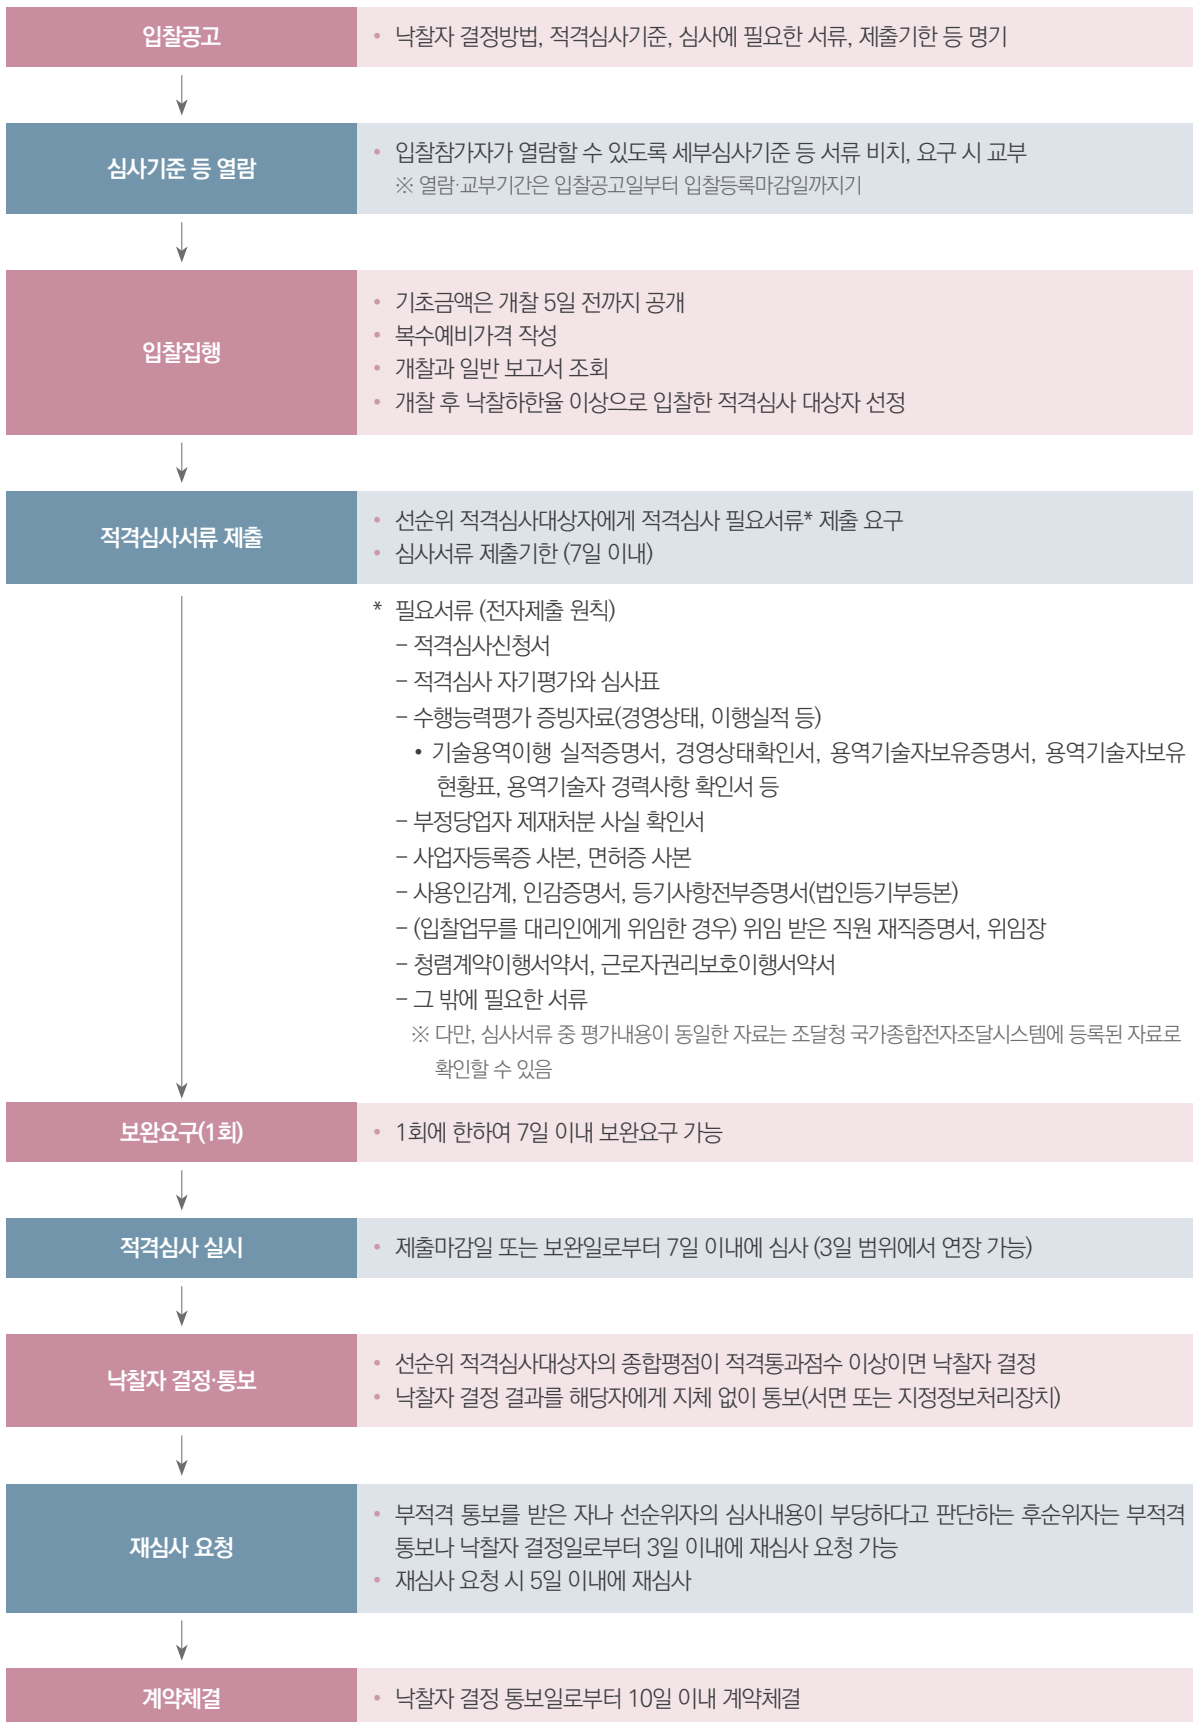 입찰공고
• 낙찰자 결정방법, 적격심사기준, 심사에 필요한 서류, 제출기한 등 명기
심사기준 등 열람
• 입찰참가자가 열람할 수 있도록 세부심사기준 등 서류 비치, 요구 시 교부
※ 열람·교부기간은 입찰공고일부터 입찰등록마감일까지기
입찰집행
• 기초금액은 개찰 5일 전까지 공개
• 복수예비가격 작성
• 개찰과 일반 보고서 조회
• 개찰 후 낙찰하한율 이상으로 입찰한 적격심사 대상자 선정
적격심사서류 제출
• 선순위 적격심사대상자에게 적격심사 필요서류* 제출 요구
• 심사서류 제출기한 (7일 이내)
* 필요서류 (전자제출 원칙)
– 적격심사신청서
– 적격심사 자기평가와 심사표
– 수행능력평가 증빙자료(경영상태, 이행실적 등)
• 기술용역이행 실적증명서, 경영상태확인서, 용역기술자보유증명서, 용역기술자보유
현황표, 용역기술자 경력사항 확인서 등
– 부정당업자 제재처분 사실 확인서
– 사업자등록증 사본, 면허증 사본
– 사용인감계, 인감증명서, 등기사항전부증명서(법인등기부등본)
– (입찰업무를 대리인에게 위임한 경우) 위임 받은 직원 재직증명서, 위임장
– 청렴계약이행서약서, 근로자권리보호이행서약서
– 그 밖에 필요한 서류
※ 다만, 심사서류 중 평가내용이 동일한 자료는 조달청 국가종합전자조달시스템에 등록된 자료로
확인할 수 있음
보완요구(1회)
• 1회에 한하여 7일 이내 보완요구 가능
적격심사 실시
• 제출마감일 또는 보완일로부터 7일 이내에 심사 (3일 범위에서 연장 가능)
낙찰자 결정·통보
• 선순위 적격심사대상자의 종합평점이 적격통과점수 이상이면 낙찰자 결정
• 낙찰자 결정 결과를 해당자에게 지체 없이 통보(서면 또는 지정정보처리장치)
재심사 요청
• 부적격 통보를 받은 자나 선순위자의 심사내용이 부당하다고 판단하는 후순위자는 부적격
통보나 낙찰자 결정일로부터 3일 이내에 재심사 요청 가능
• 재심사 요청 시 5일 이내에 재심사
계약체결
• 낙찰자 결정 통보일로부터 10일 이내 계약체결